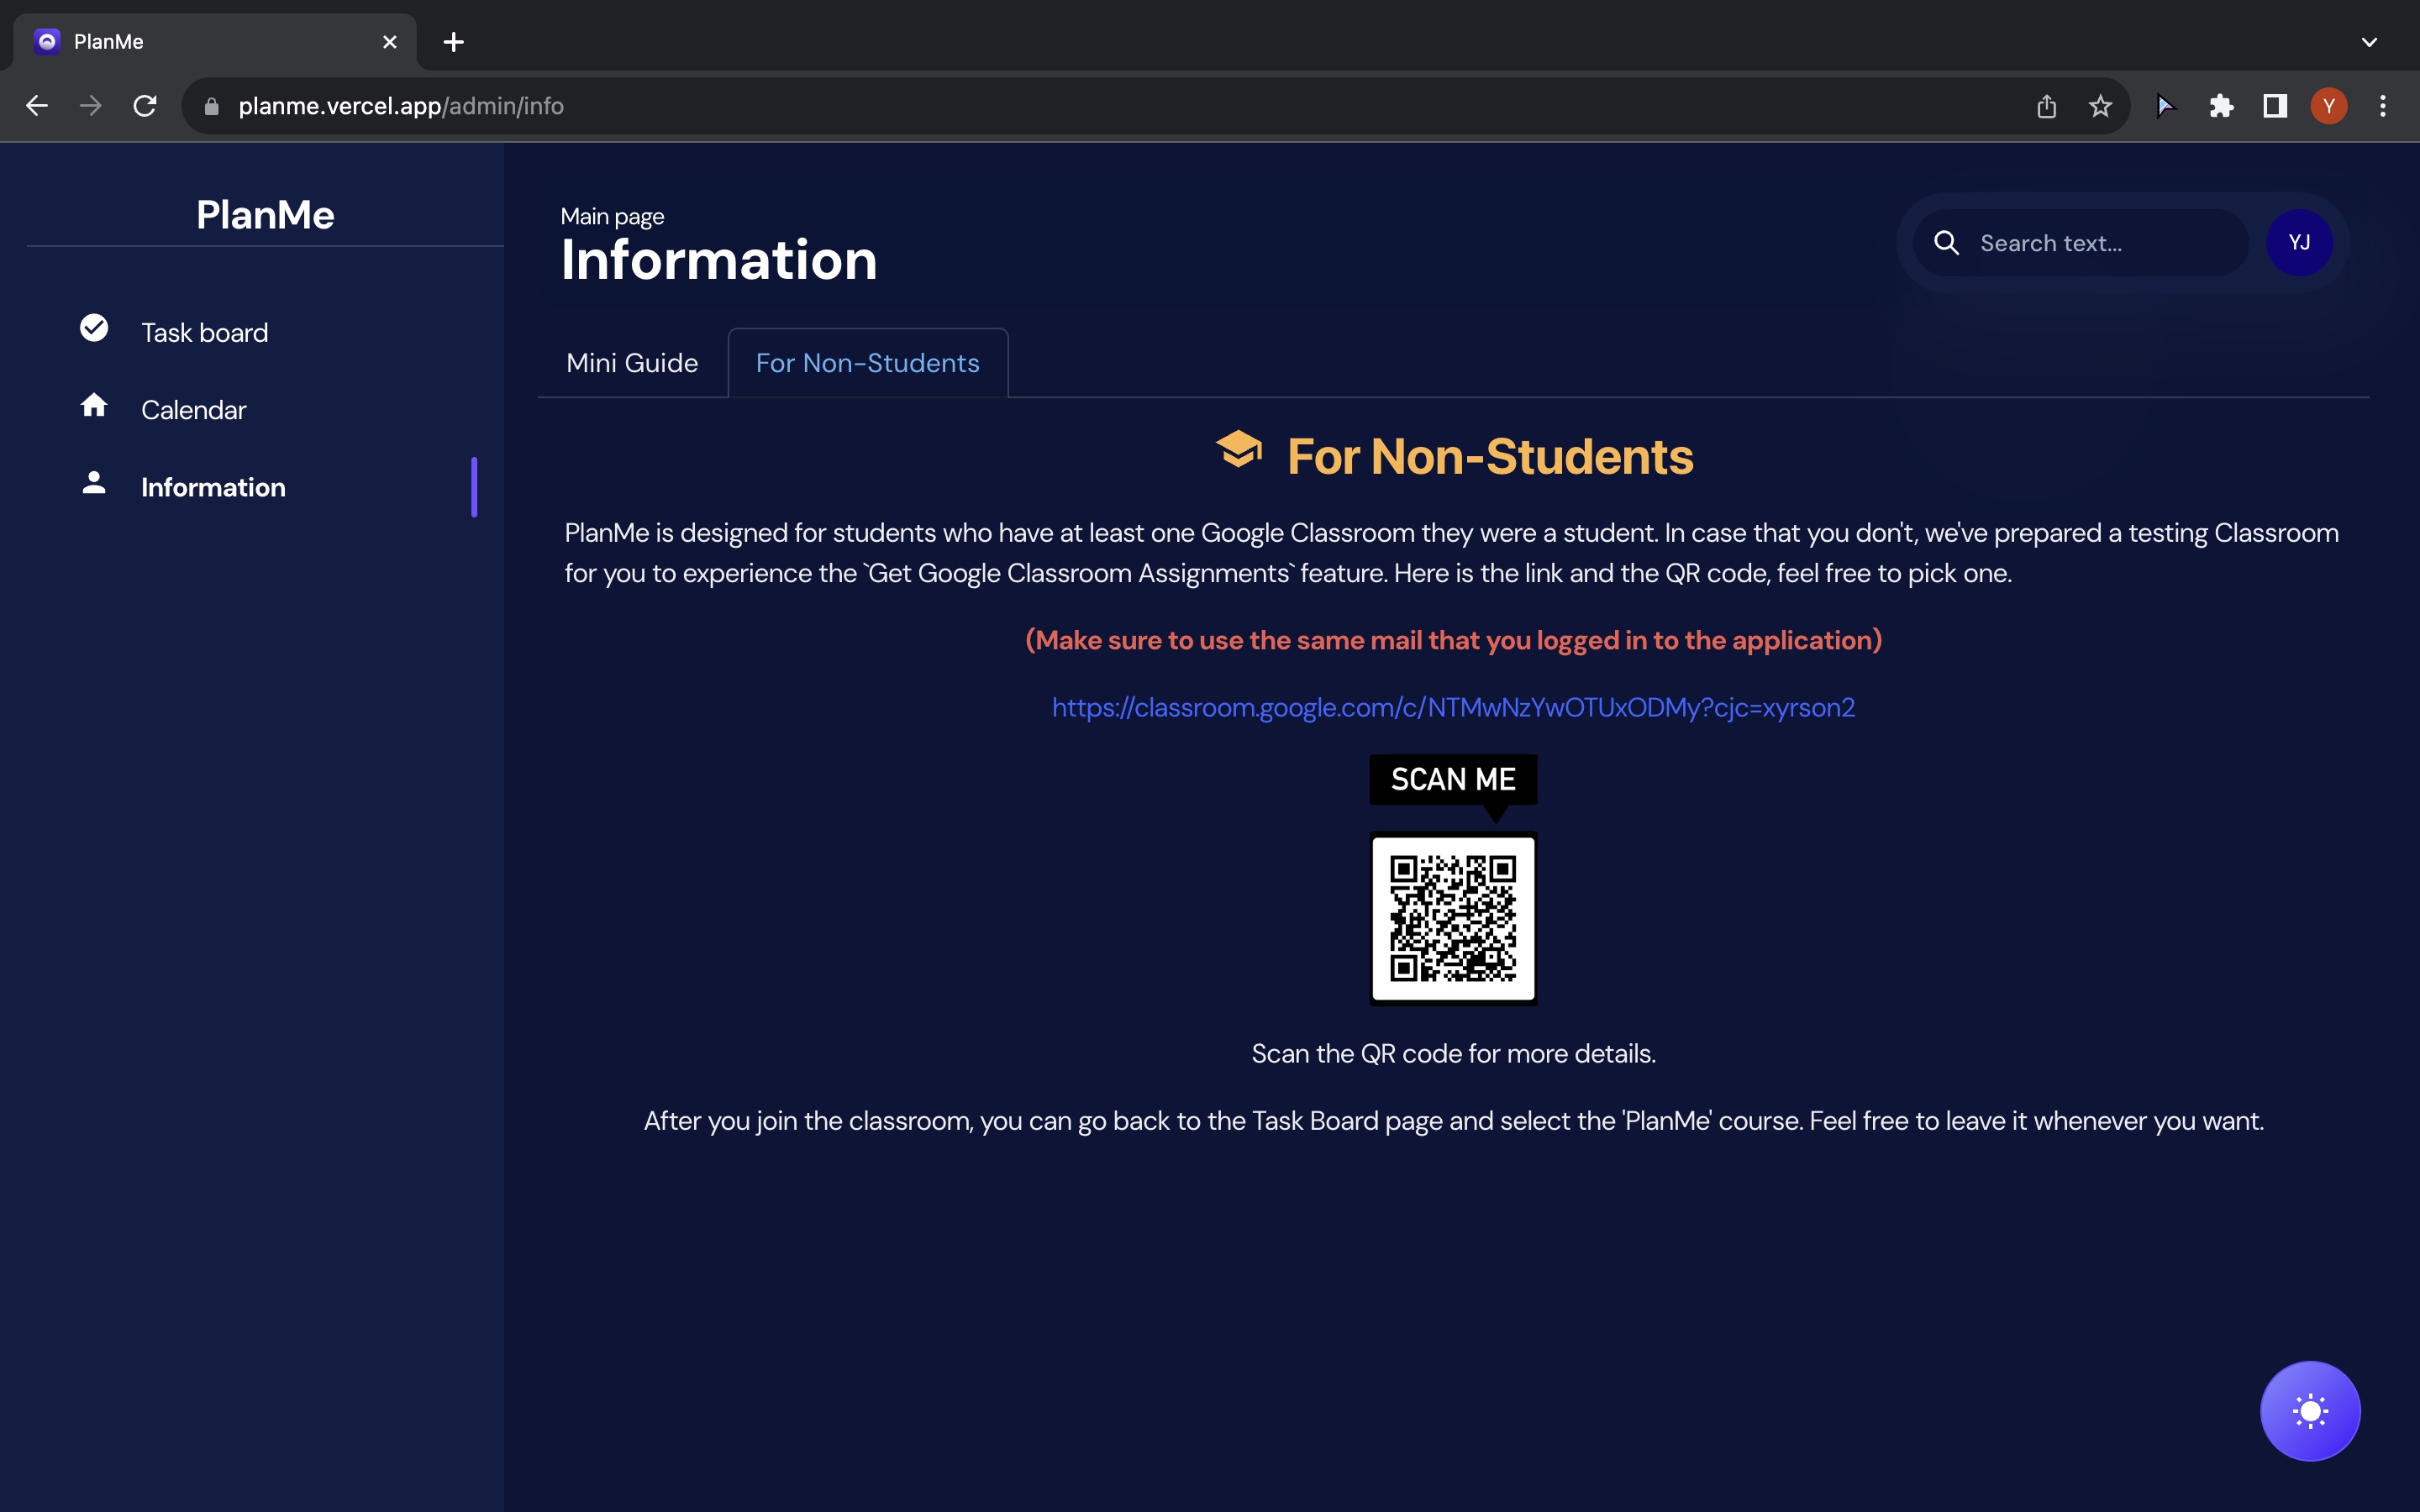 PlanMe
planme.vercel.app/admin/info
Y
PlanMe
Task board
Calendar
Information
Main page
Information
Search text...
YJ
Mini Guide
For Non-Students
For Non-Students
PlanMe is designed for students who have at least one Google Classroom they were a student. In case that you don't, we've prepared a testing Classroom
for you to experience the `Get Google Classroom Assignments` feature. Here is the link and the QR code, feel free to pick one.
(Make sure to use the same mail that you logged in to the application)
https://classroom.google.com/c/NTMwNzYwOTUxODMy?cjc=xyrson2
SCAN ME
Scan the QR code for more details.
After you join the classroom, you can go back to the Task Board page and select the 'PlanMe' course. Feel free to leave it whenever you want.